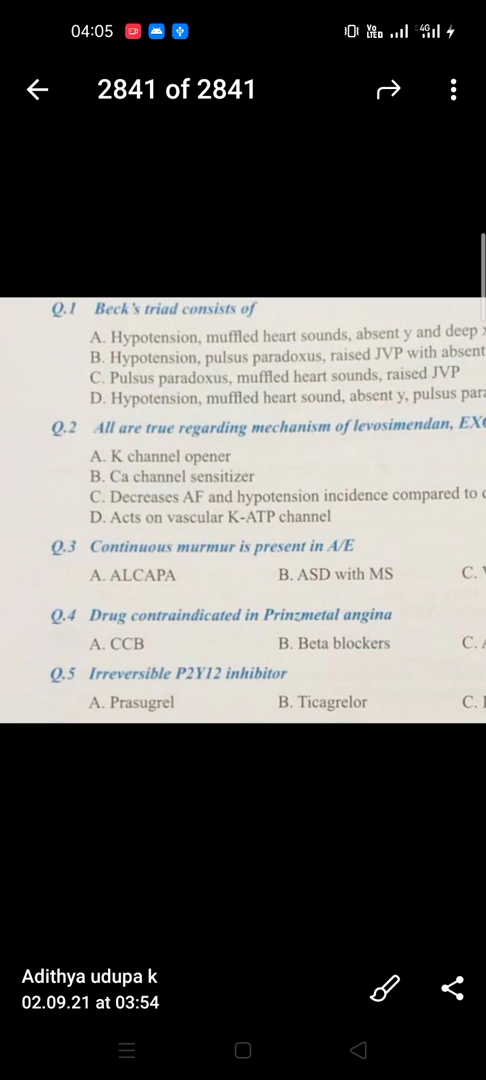 04:05
Vo
LTED
4G
2841 of 2841
Q.1 Beck's triad consists of
A. Hypotension, muffled heart sounds, absent y and deep
B. Hypotension, pulsus paradoxus, raised JVP with absent
C. Pulsus paradoxus, muffled heart sounds, raised JVP
D. Hypotension, muffled heart sound, absent y, pulsus
Q.2 All are true regarding mechanism of levosimendan,
A. K channel opener
B. Ca channel sensitizer
C. Decreases AF and hypotension incidence compared to
D. Acts on vascular K-ATP channel
Q.3 Continuous murmur is present in A/E
A. ALCAPA B. ASD with MS C.
Q.4 Drug contraindicated in Prinzmetal angina
A. CCB B. Beta blockers C.
Q.5 Irreversible P2Y12 inhibitor
A. Prasugrel B. Ticagrelor C.
Adithya udupa k
02.09.21 at 03:54